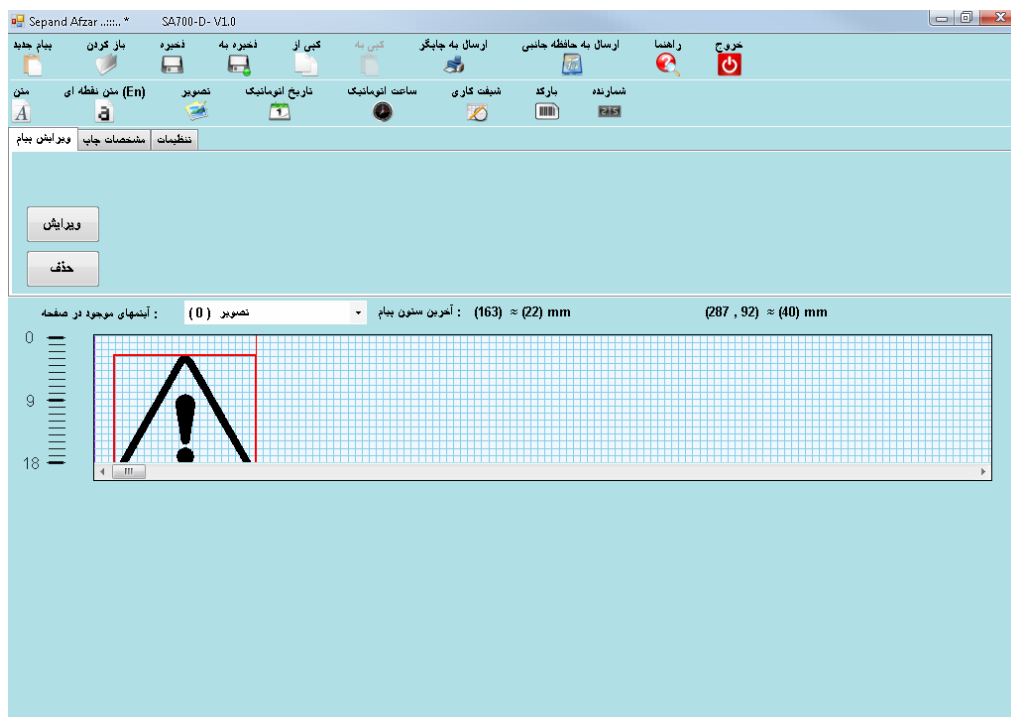 Sepand Afzar ..:::.. * SA700-D- V1.0
پیام جدید باز کردن ذخیره ذخیره به کپی از کپی به ارسال به چاپگر ارسال به حافظه جانبی راهنما خروج
متن متن نقطه ای (En) تصویر تاریخ اتوماتیک ساعت اتوماتیک شیفت کاری بارکد شمارنده
ویرایش پیام مشخصات چاپ تنظیمات
ویرایش
حذف
آیتمهای موجود در صفحه : تصویر ( 0 ) آخرین ستون پیام : (163) ≈ (22) mm (287 , 92) ≈ (40) mm
0
9
18